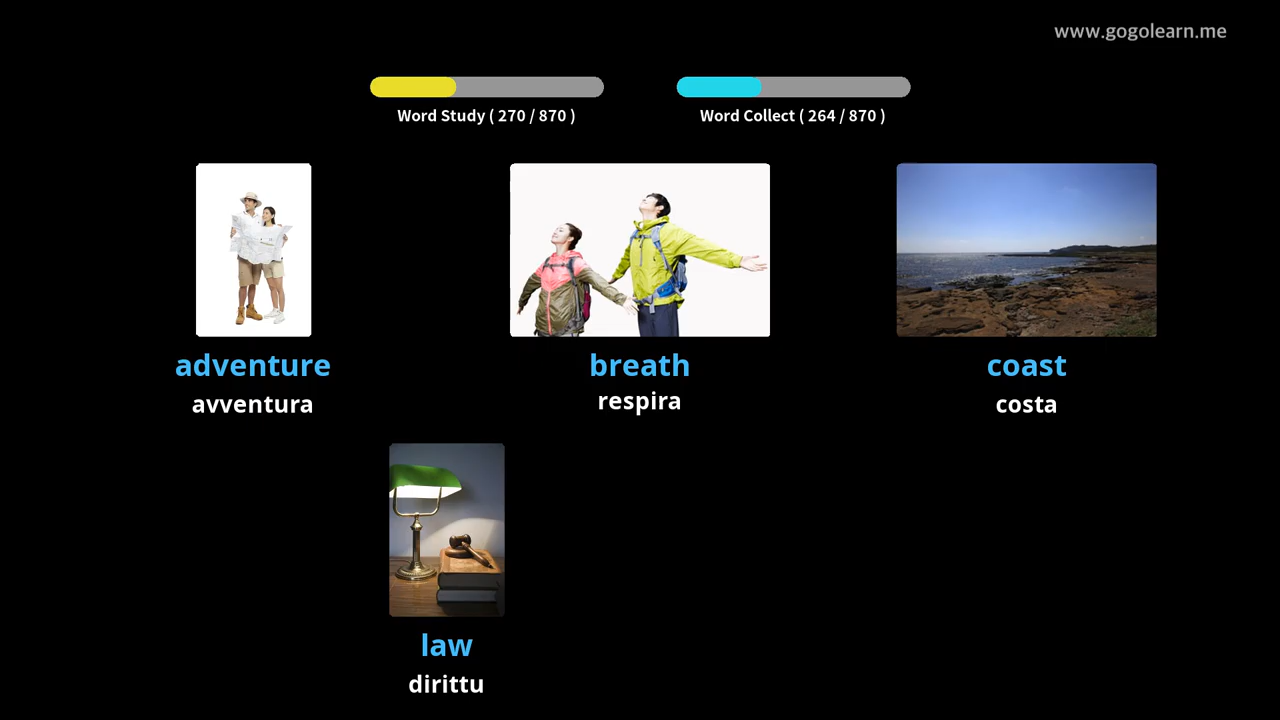 www.gogolearn.me
Word Study ( 270 / 870 )
Word Collect ( 264 / 870 )
adventure
avventura
breath
respira
coast
costa
law
dirittu